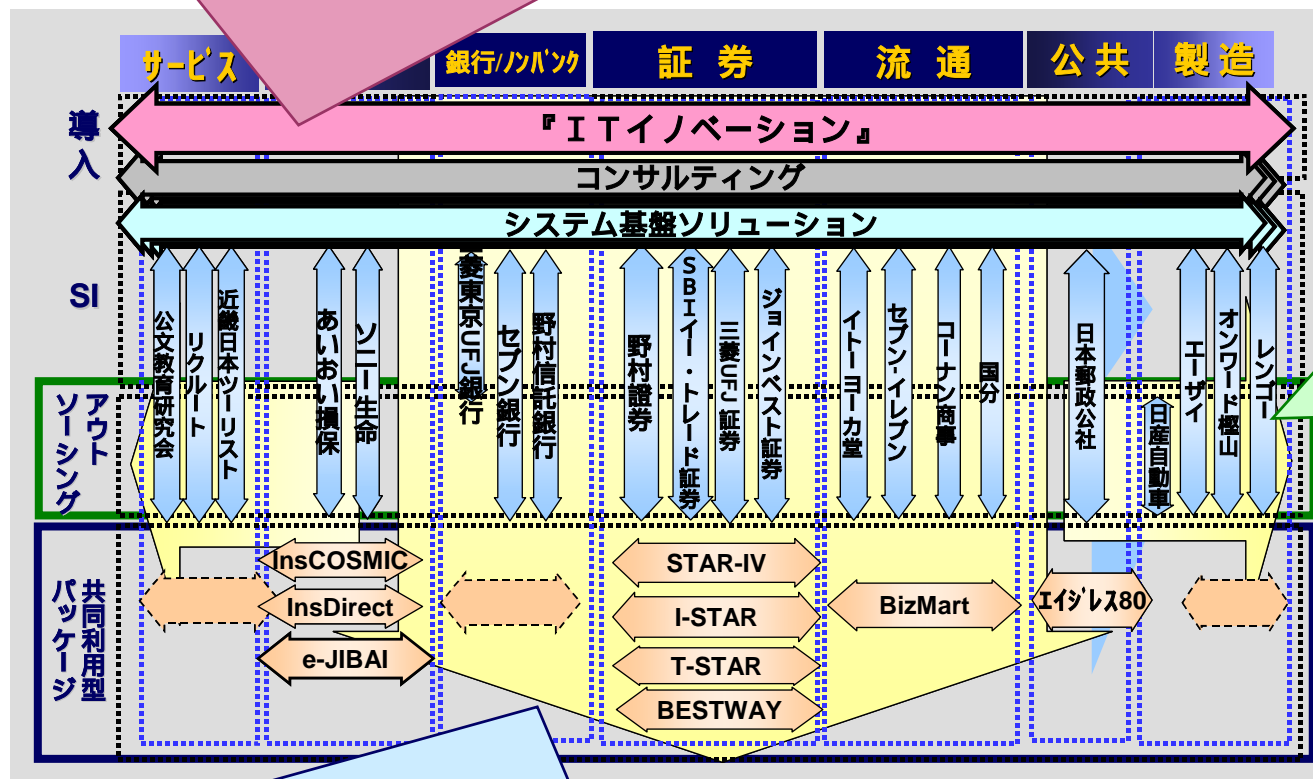 サービス
銀行/ノンバンク
証 券
流 通
公 共
製 造
導入
『ITイノベーション』
コンサルティング
システム基盤ソリューション
SI
公文教育研究会
リクルート
近畿日本ツーリスト
あいおい損保
ソニー生命
菱東京UFJ銀行
セブン銀行
野村信託銀行
野村證券
SBIイー・トレード証券
三菱UFJ証券
ジョインベスト証券
イトーヨーカ堂
セブン-イレブン
コーナン商事
国分
日本郵政公社
日産自動車
エーザイ
オンワード樫山
レンゴー
アウト
ソーシング
共同利用型
パッケージ
InsCOSMIC
InsDirect
e-JIBAI
STAR-IV
I-STAR
T-STAR
BESTWAY
BizMart
エイジレス80